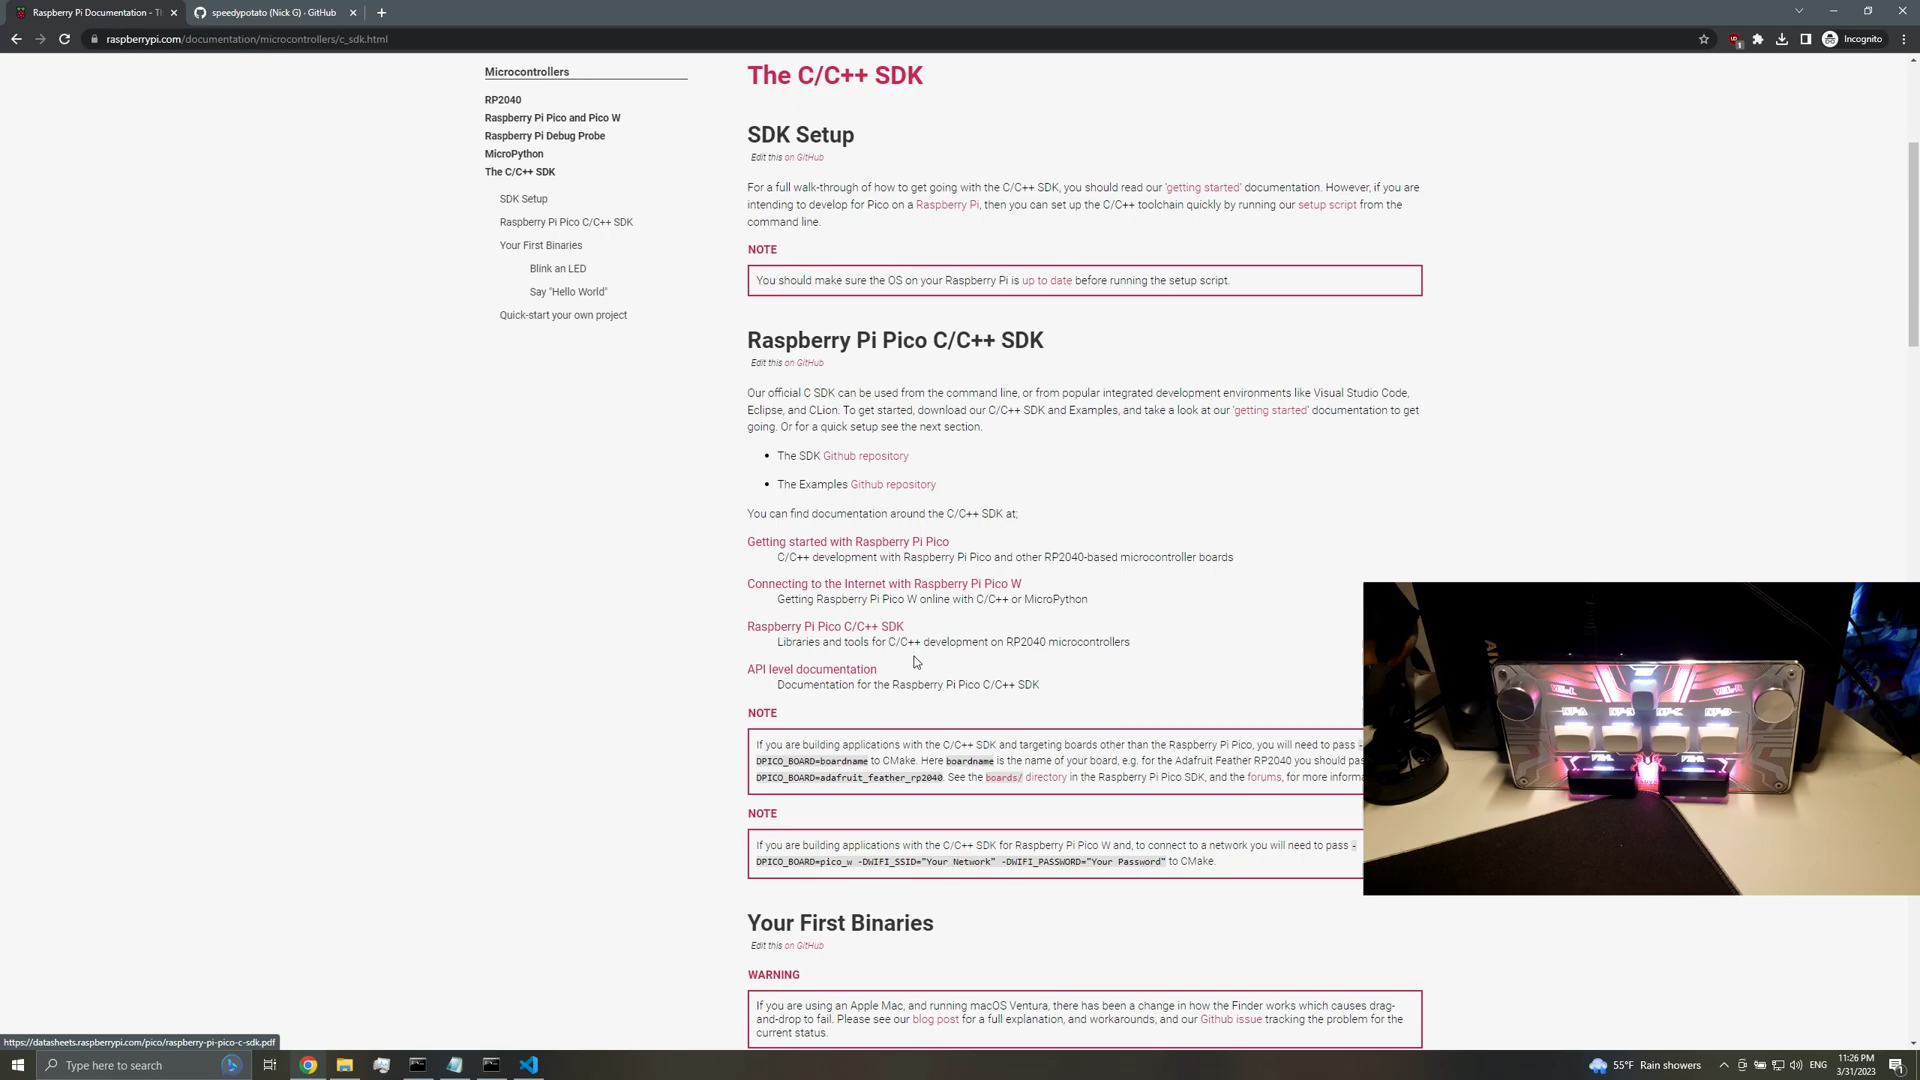 Raspberry Pi Documentation - Th
speedypotato (Nick G) · GitHub
raspberrypi.com/documentation/microcontrollers/c_sdk.html
Incognito
Microcontrollers
RP2040
Raspberry Pi Pico and Pico W
Raspberry Pi Debug Probe
MicroPython
The C/C++ SDK
SDK Setup
Raspberry Pi Pico C/C++ SDK
Your First Binaries
Blink an LED
Say "Hello World"
Quick-start your own project
The C/C++ SDK
SDK Setup
Edit this on GitHub
For a full walk-through of how to get going with the C/C++ SDK, you should read our 'getting started' documentation. However, if you are
intending to develop for Pico on a Raspberry Pi, then you can set up the C/C++ toolchain quickly by running our setup script from the
command line.
NOTE
You should make sure the OS on your Raspberry Pi is up to date before running the setup script.
Raspberry Pi Pico C/C++ SDK
Edit this on GitHub
Our official C SDK can be used from the command line, or from popular integrated development environments like Visual Studio Code,
Eclipse, and CLion. To get started, download our C/C++ SDK and Examples, and take a look at our 'getting started' documentation to get
going. Or for a quick setup see the next section.
• The SDK Github repository
• The Examples Github repository
You can find documentation around the C/C++ SDK at;
Getting started with Raspberry Pi Pico
C/C++ development with Raspberry Pi Pico and other RP2040-based microcontroller boards
Connecting to the Internet with Raspberry Pi Pico W
Getting Raspberry Pi Pico W online with C/C++ or MicroPython
Raspberry Pi Pico C/C++ SDK
Libraries and tools for C/C++ development on RP2040 microcontrollers
API level documentation
Documentation for the Raspberry Pi Pico C/C++ SDK
NOTE
If you are building applications with the C/C++ SDK and targeting boards other than the Raspberry Pi Pico, you will need to pass -
DPICO_BOARD=boardname to CMake. Here boardname is the name of your board, e.g. for the Adafruit Feather RP2040 you should pas
DPICO_BOARD=adafruit_feather_rp2040. See the boards/ directory in the Raspberry Pi Pico SDK, and the forums, for more informa
NOTE
If you are building applications with the C/C++ SDK for Raspberry Pi Pico W and, to connect to a network you will need to pass -
DPICO_BOARD=pico_w -DWIFI_SSID="Your Network" -DWIFI_PASSWORD="Your Password" to CMake.
Your First Binaries
Edit this on GitHub
WARNING
If you are using an Apple Mac, and running macOS Ventura, there has been a change in how the Finder works which causes drag-
and-drop to fail. Please see our blog post for a full explanation, and workarounds, and our Github issue tracking the problem for the
current status.
https://datasheets.raspberrypi.com/pico/raspberry-pi-pico-c-sdk.pdf
Type here to search
55°F Rain showers
ENG
11:26 PM
3/31/2023